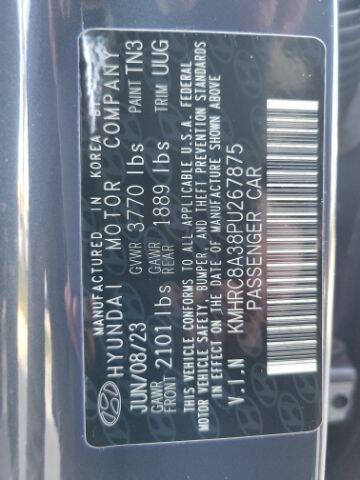 MANUFACTURED IN KOREA BY
HYUNDAI MOTOR COMPANY
JUN/08/23 GVWR 3770 lbs PAINT TN3
GAWR FRONT 2101 lbs GAWR REAR 1889 lbs TRIM UUG
THIS VEHICLE CONFORMS TO ALL APPLICABLE U.S.A. FEDERAL
MOTOR VEHICLE SAFETY, BUMPER, AND THEFT PREVENTION STANDARDS
IN EFFECT ON THE DATE OF MANUFACTURE SHOWN ABOVE
V.I.N KMHRC8A38PU267875
PASSENGER CAR